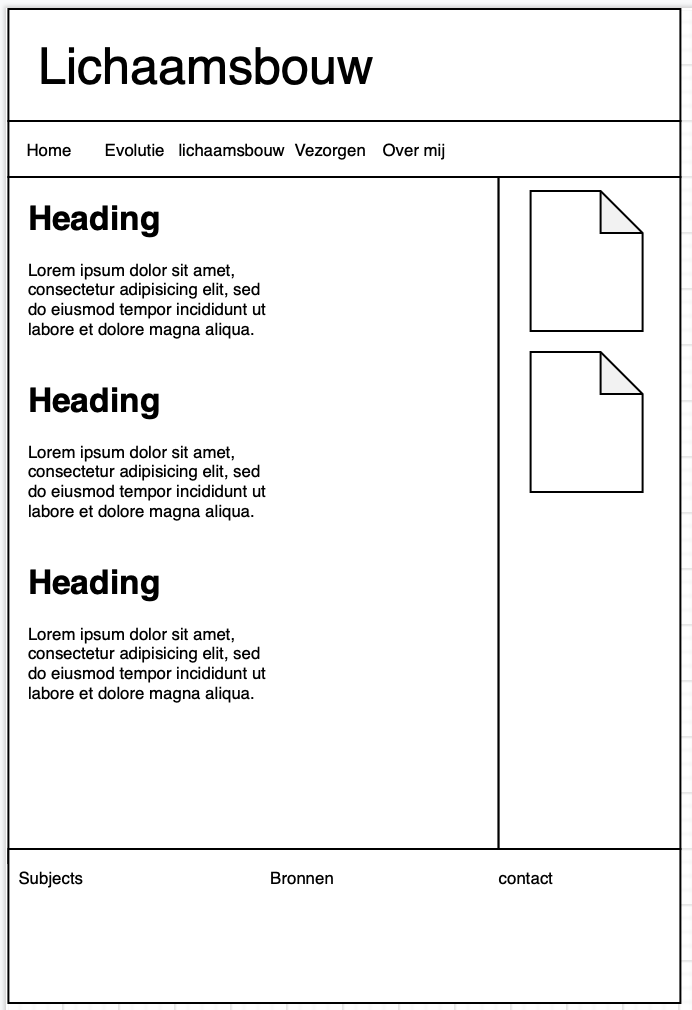 Lichaamsbouw
Home Evolutie lichaamsbouw Vezorgen Over mij
Heading
Lorem ipsum dolor sit amet,
consectetur adipisicing elit, sed
do eiusmod tempor incididunt ut
labore et dolore magna aliqua.
Heading
Lorem ipsum dolor sit amet,
consectetur adipisicing elit, sed
do eiusmod tempor incididunt ut
labore et dolore magna aliqua.
Heading
Lorem ipsum dolor sit amet,
consectetur adipisicing elit, sed
do eiusmod tempor incididunt ut
labore et dolore magna aliqua.
Subjects Bronnen contact